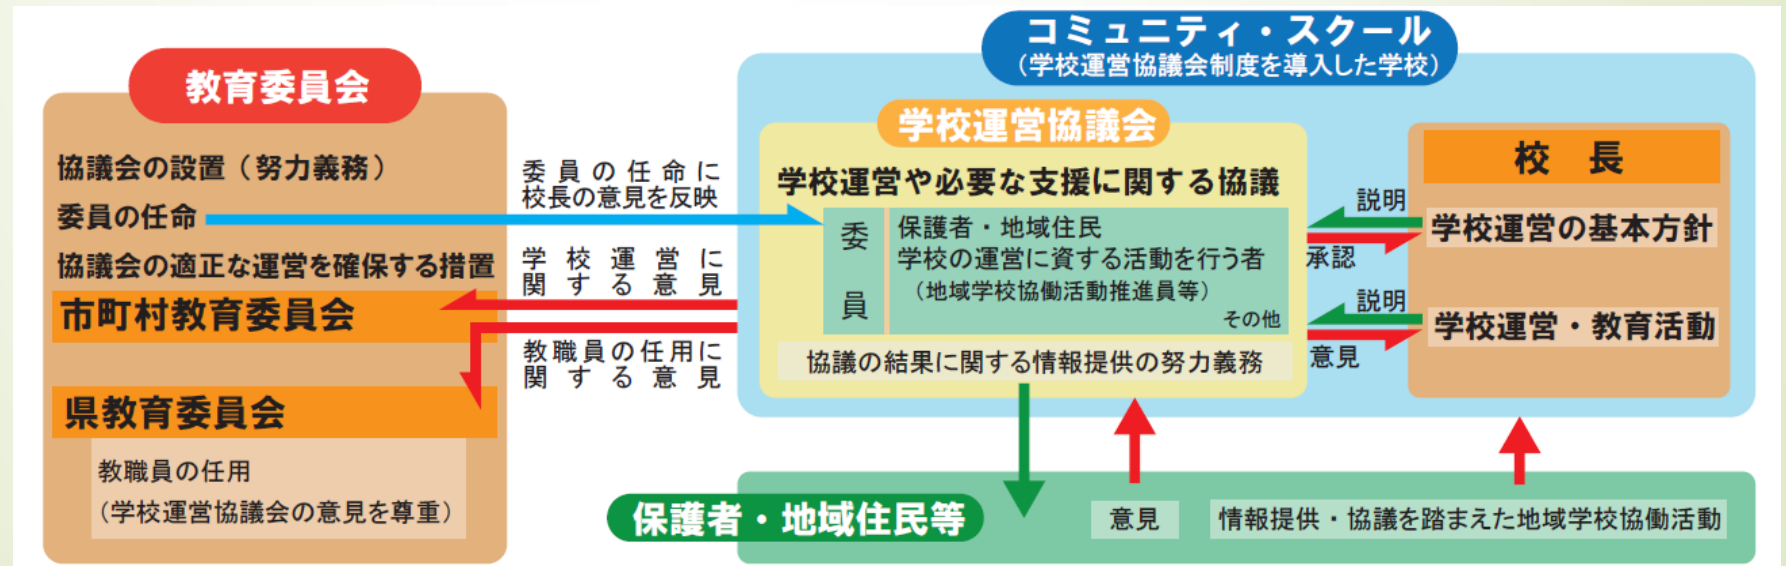 教育委員会
協議会の設置（努力義務）
委員の任命
協議会の適正な運営を確保する措置
市町村教育委員会
県教育委員会
教職員の任用
（学校運営協議会の意見を尊重）
委員の任命に
校長の意見を反映
学校運営に
関する意見
教職員の任用に
関する意見
コミュニティ・スクール
（学校運営協議会制度を導入した学校）
学校運営協議会
学校運営や必要な支援に関する協議
委員
保護者・地域住民
学校の運営に資する活動を行う者
（地域学校協働活動推進員等）
その他
協議の結果に関する情報提供の努力義務
説明
承認
説明
意見
校長
学校運営の基本方針
学校運営・教育活動
保護者・地域住民等
意見
情報提供・協議を踏まえた地域学校協働活動